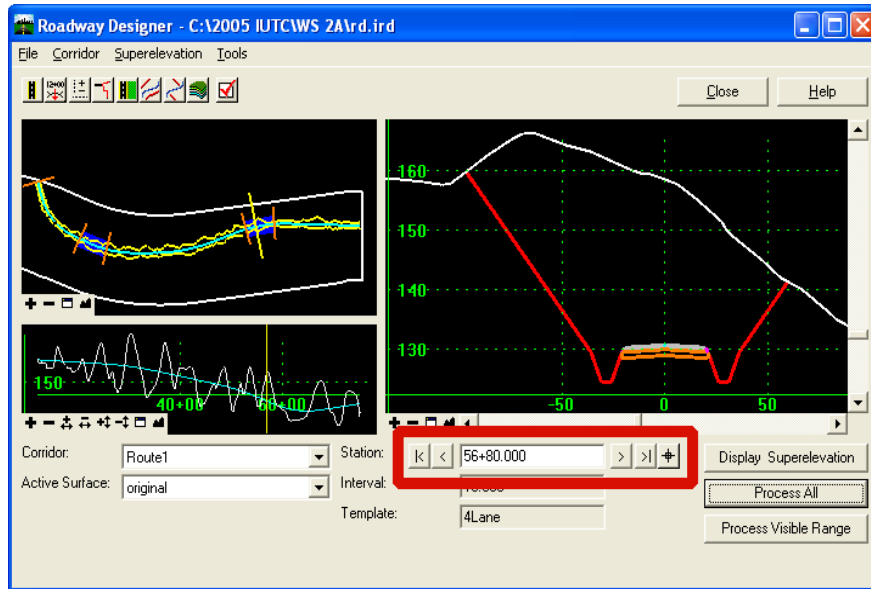 Roadway Designer - C:\2005 IUTC\WS 2A\rd.ird
File Corridor Superelevation Tools
12+00
Close Help
160
150
140
130
-50 0 50
150
40+00
Corridor: Route1
Station: 56+80.000
Display Superelevation
Active Surface: original
Interval:
Process All
Template: 4Lane
Process Visible Range